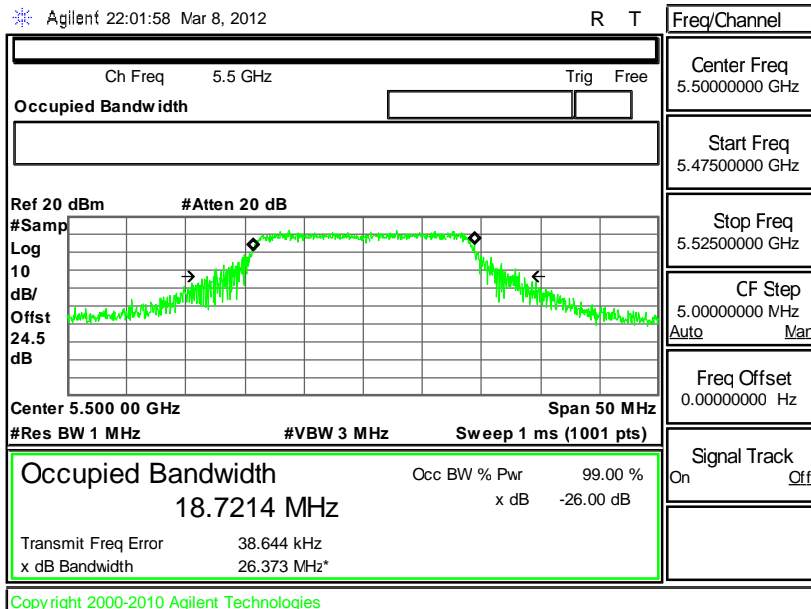 Agilent 22:01:58 Mar 8, 2012 R T
Freq/Channel
Ch Freq 5.5 GHz Trig Free
Occupied Bandwidth
Center Freq
5.50000000 GHz
Start Freq
5.47500000 GHz
Stop Freq
5.52500000 GHz
CF Step
5.00000000 MHz
Auto Man
Freq Offset
0.00000000 Hz
Signal Track
On Off
Ref 20 dBm #Atten 20 dB
#Samp
Log
10
dB/
Offst
24.5
dB
Center 5.500 00 GHz Span 50 MHz
#Res BW 1 MHz #VBW 3 MHz Sweep 1 ms (1001 pts)
Occupied Bandwidth Occ BW % Pwr 99.00 %
18.7214 MHz x dB -26.00 dB
Transmit Freq Error 38.644 kHz
x dB Bandwidth 26.373 MHz*
Copyright 2000-2010 Agilent Technologies